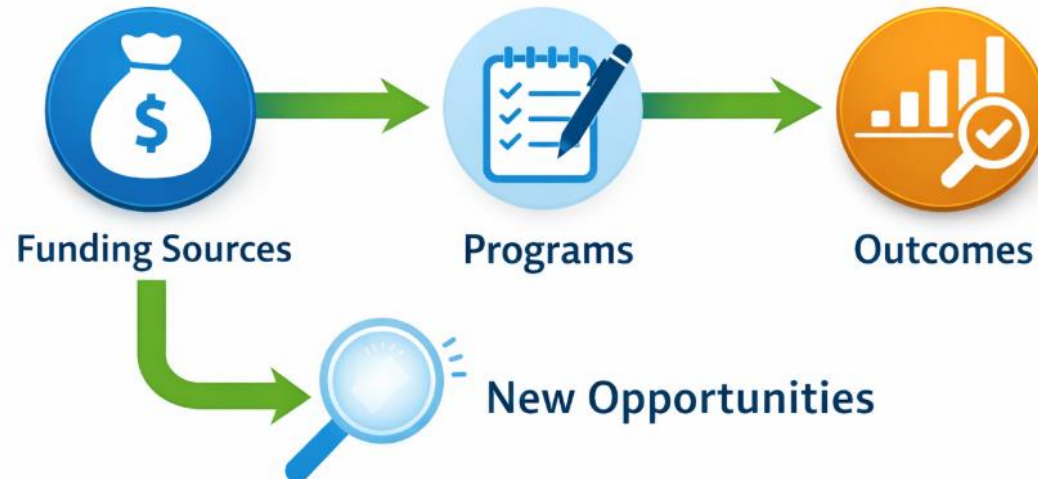 $
Funding Sources
Programs
Outcomes
New Opportunities